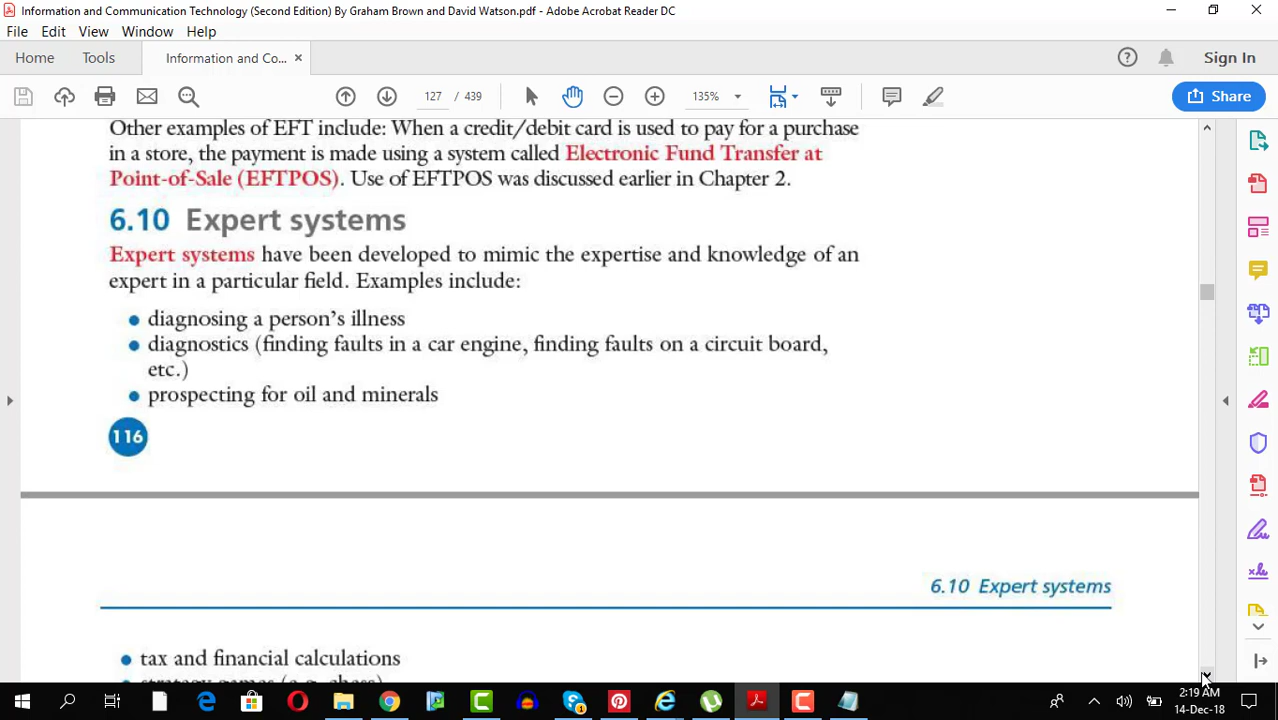 Information and Communication Technology (Second Edition) By Graham Brown and David Watson.pdf - Adobe Acrobat Reader DC
File Edit View Window Help
Home Tools Information and Co... × Sign In
127 / 439 135% Share
Other examples of EFT include: When a credit/debit card is used to pay for a purchase
in a store, the payment is made using a system called Electronic Fund Transfer at
Point-of-Sale (EFTPOS). Use of EFTPOS was discussed earlier in Chapter 2.
6.10 Expert systems
Expert systems have been developed to mimic the expertise and knowledge of an
expert in a particular field. Examples include:
• diagnosing a person's illness
• diagnostics (finding faults in a car engine, finding faults on a circuit board,
etc.)
• prospecting for oil and minerals
116
6.10 Expert systems
• tax and financial calculations
• strategy games (e.g. chess)
2:19 AM
14-Dec-18